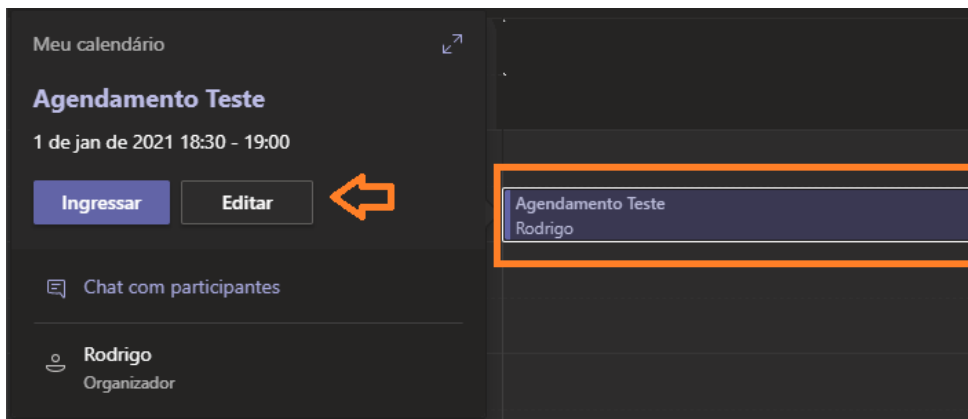 Meu calendário
Agendamento Teste
1 de jan de 2021 18:30 - 19:00
Ingressar
Editar
Chat com participantes
Rodrigo
Organizador
Agendamento Teste
Rodrigo